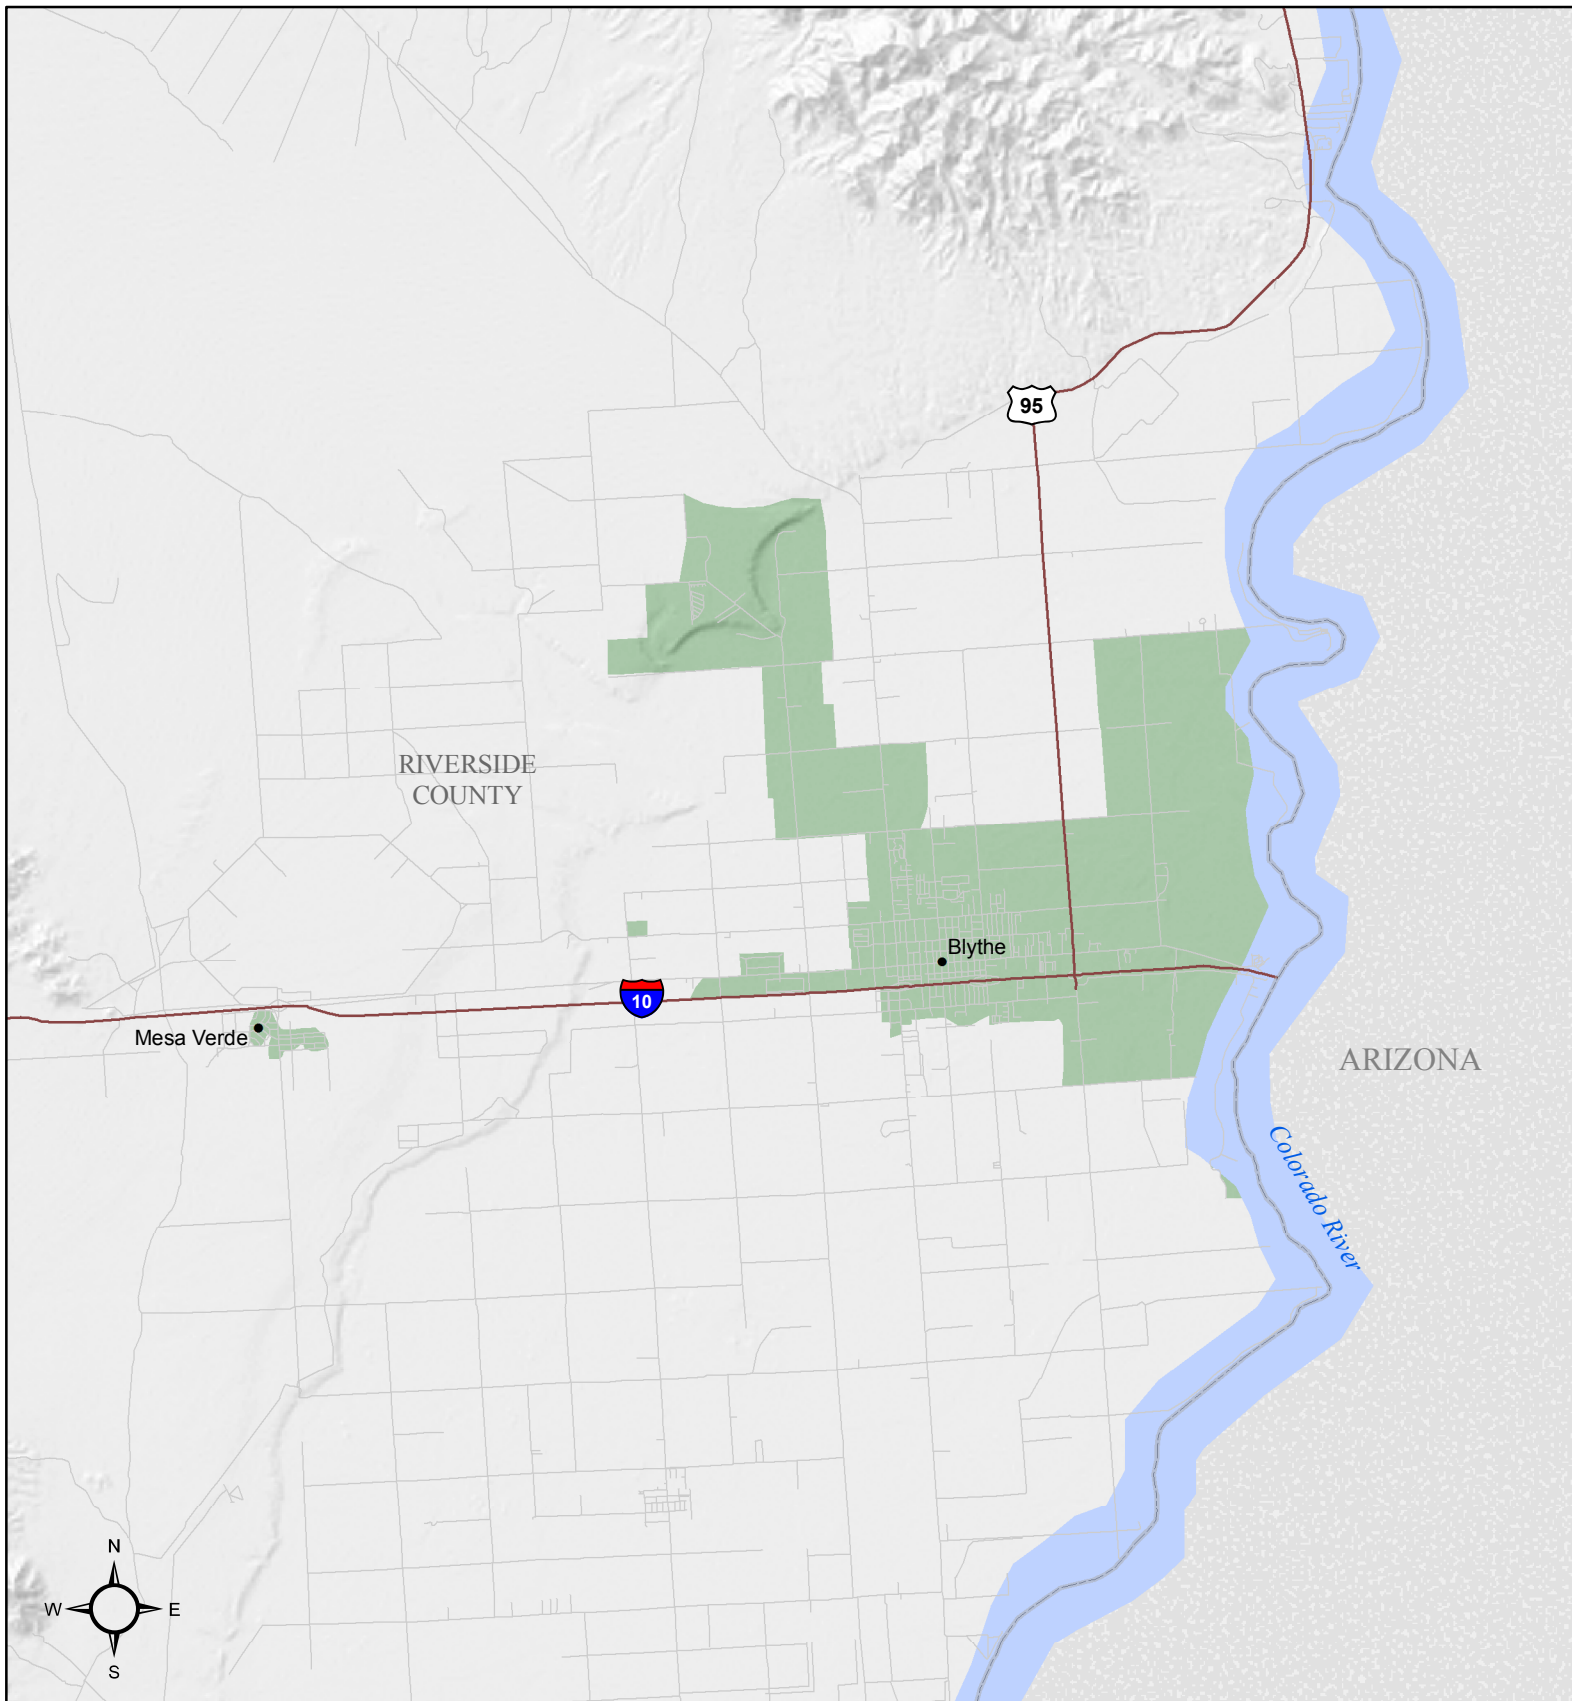 95
RIVERSIDE
COUNTY
Blythe
10
Mesa Verde
ARIZONA
Colorado River
N
W
E
S